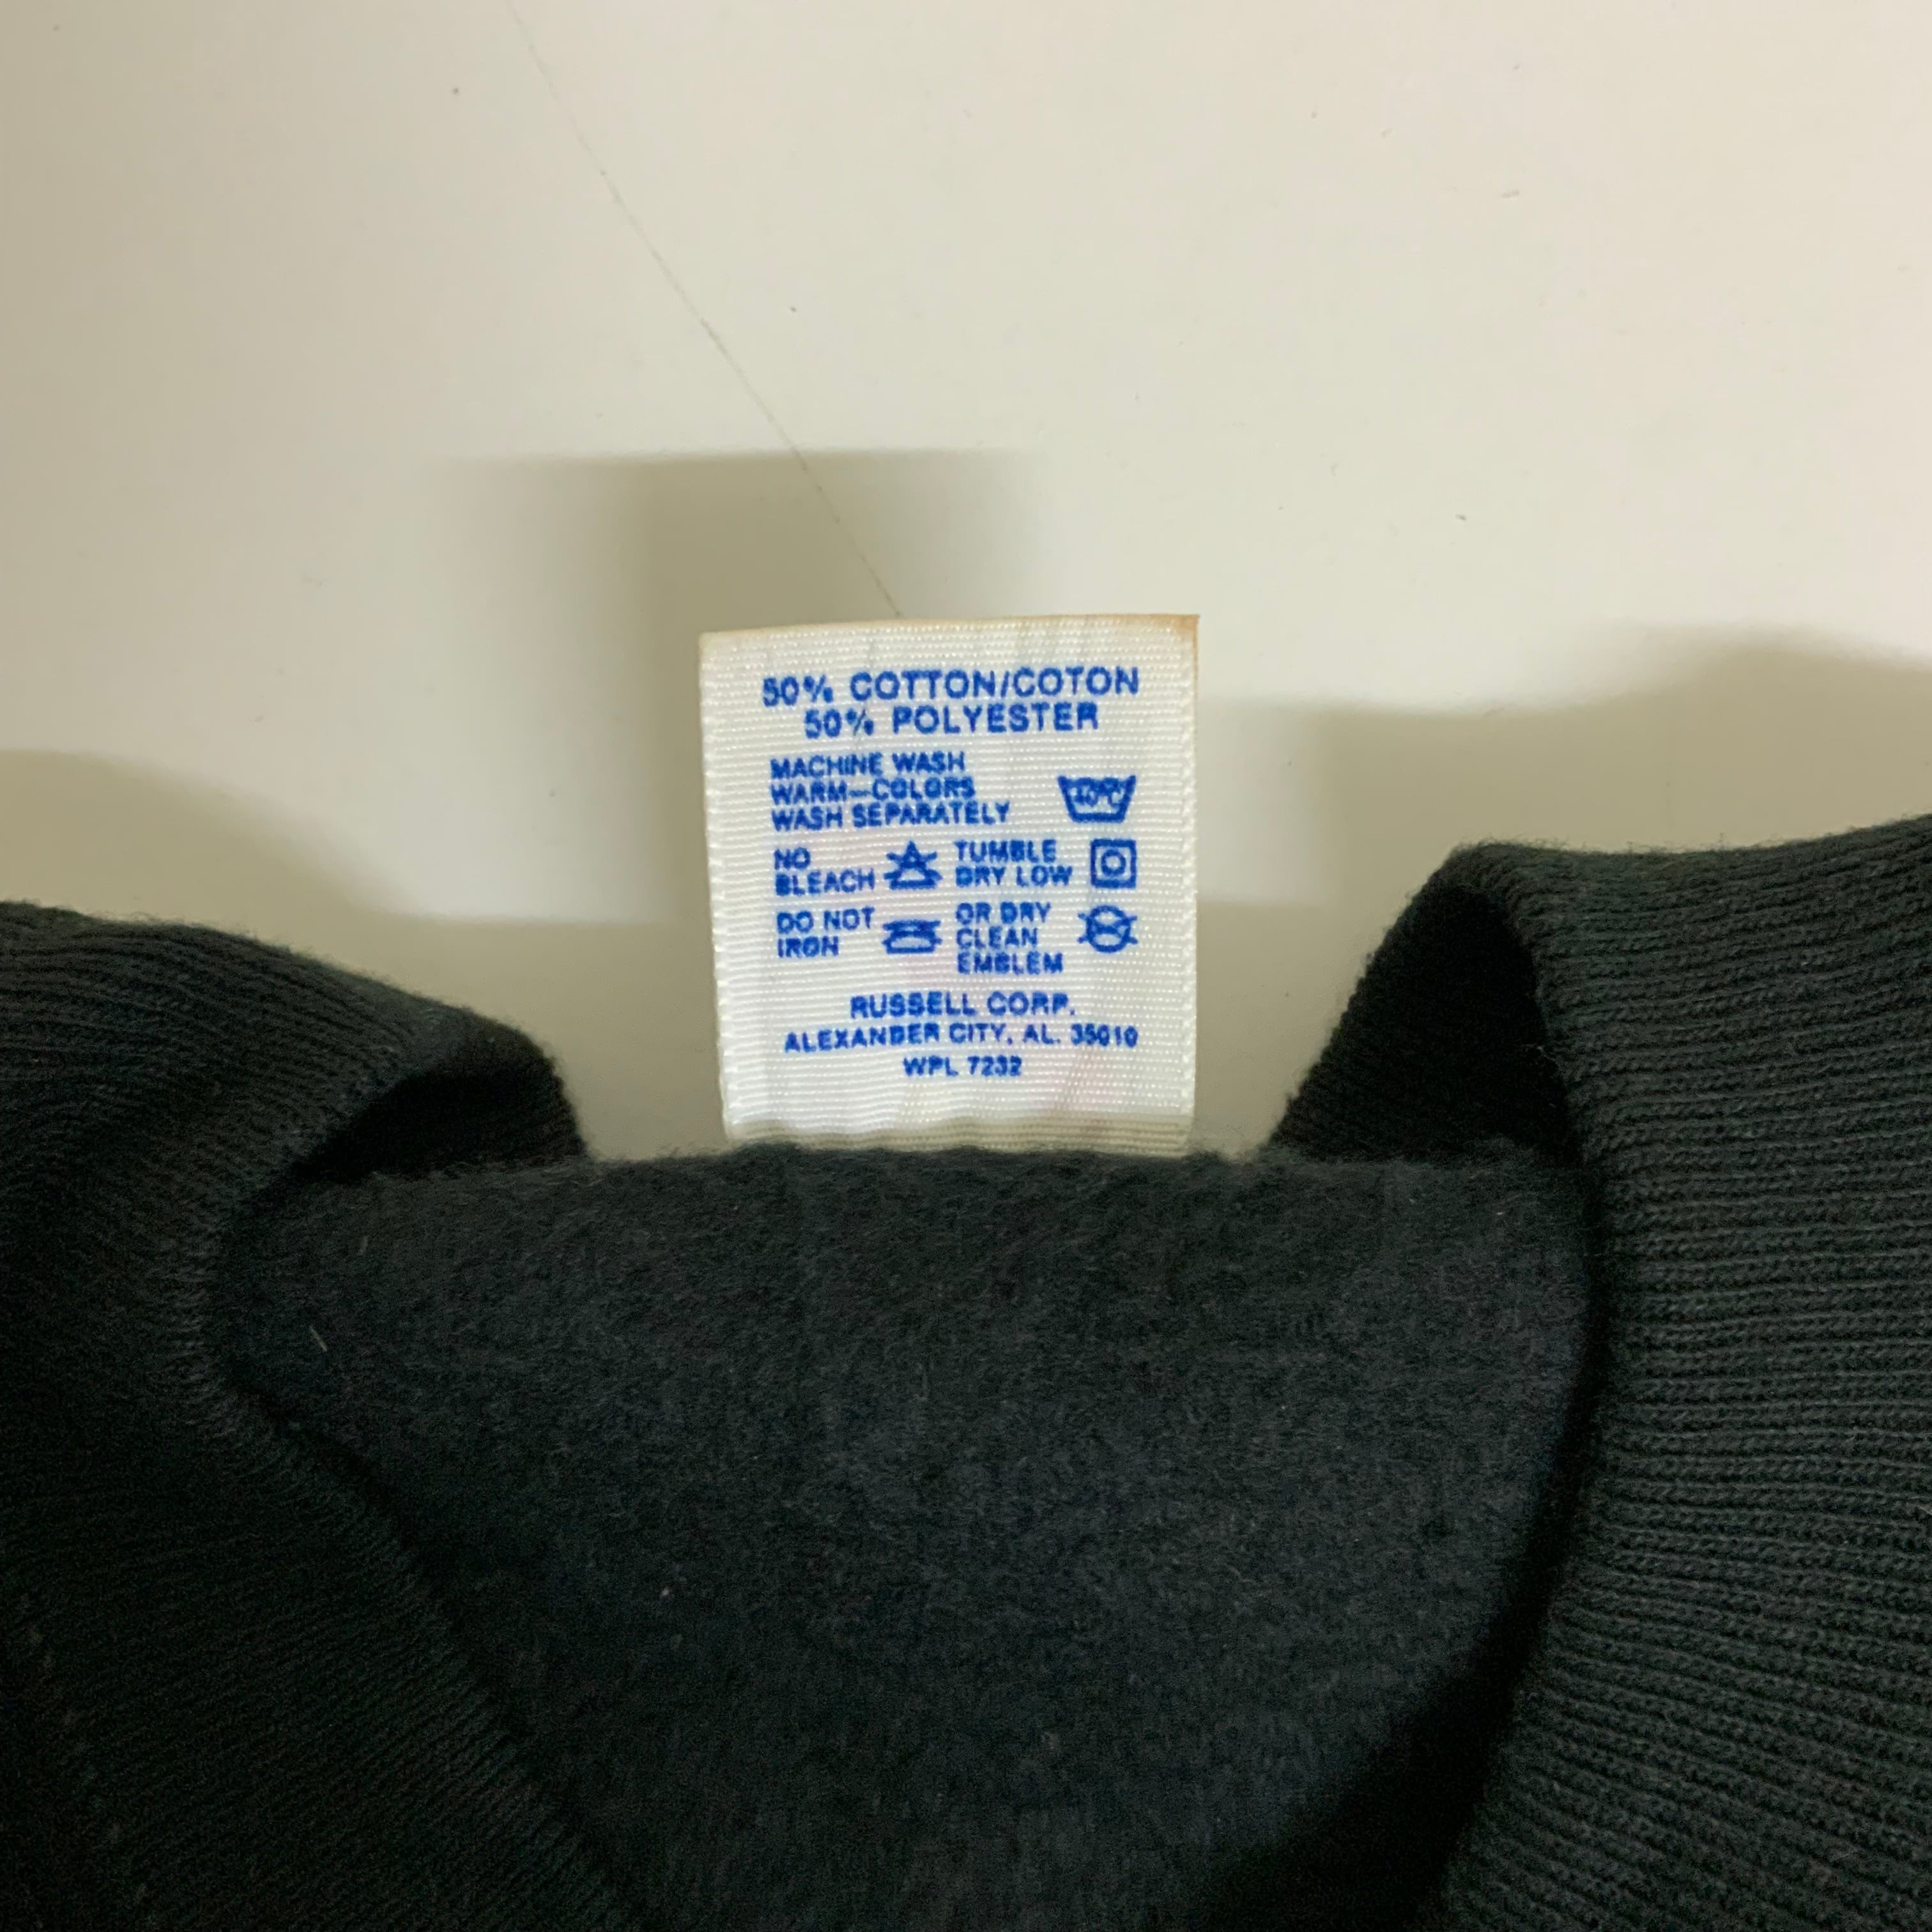 50% COTTON/COTON
50% POLYESTER
MACHINE WASH
WARM-COLORS
WASH SEPARATELY
40°C
NO
BLEACH
TUMBLE
DRY LOW
DO NOT
IRON
OR DRY
CLEAN
EMBLEM
RUSSELL CORP.
ALEXANDER CITY, AL. 35010
WPL 7232